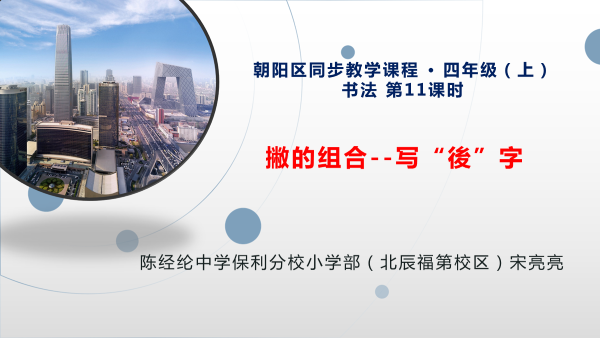 朝阳区同步教学课程·四年级（上）
书法 第11课时
撇的组合--写“後”字
陈经纶中学保利分校小学部（北辰福第校区）宋亮亮